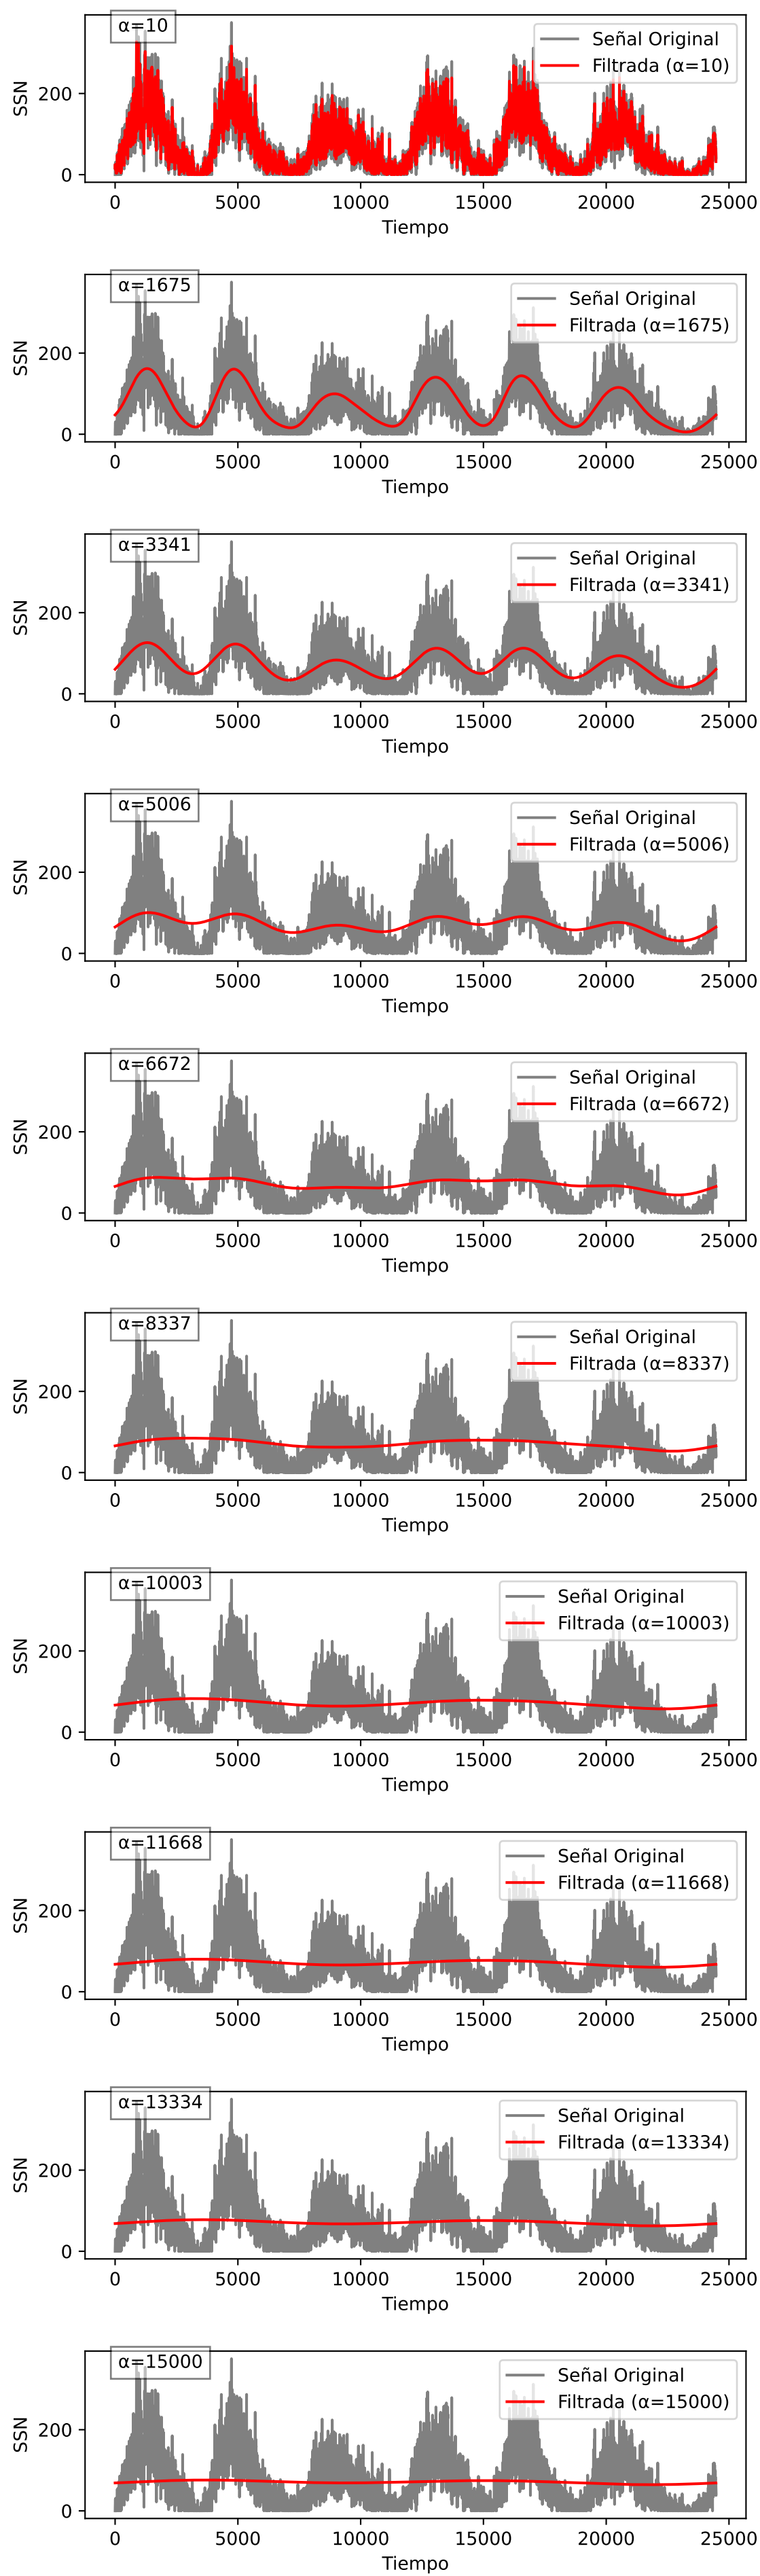 α=10
Señal Original
Filtrada (α=10)
SSN
200
0
0 5000 10000 15000 20000 25000
Tiempo
α=1675
Señal Original
Filtrada (α=1675)
SSN
200
0
0 5000 10000 15000 20000 25000
Tiempo
α=3341
Señal Original
Filtrada (α=3341)
SSN
200
0
0 5000 10000 15000 20000 25000
Tiempo
α=5006
Señal Original
Filtrada (α=5006)
SSN
200
0
0 5000 10000 15000 20000 25000
Tiempo
α=6672
Señal Original
Filtrada (α=6672)
SSN
200
0
0 5000 10000 15000 20000 25000
Tiempo
α=8337
Señal Original
Filtrada (α=8337)
SSN
200
0
0 5000 10000 15000 20000 25000
Tiempo
α=10003
Señal Original
Filtrada (α=10003)
SSN
200
0
0 5000 10000 15000 20000 25000
Tiempo
α=11668
Señal Original
Filtrada (α=11668)
SSN
200
0
0 5000 10000 15000 20000 25000
Tiempo
α=13334
Señal Original
Filtrada (α=13334)
SSN
200
0
0 5000 10000 15000 20000 25000
Tiempo
α=15000
Señal Original
Filtrada (α=15000)
SSN
200
0
0 5000 10000 15000 20000 25000
Tiempo